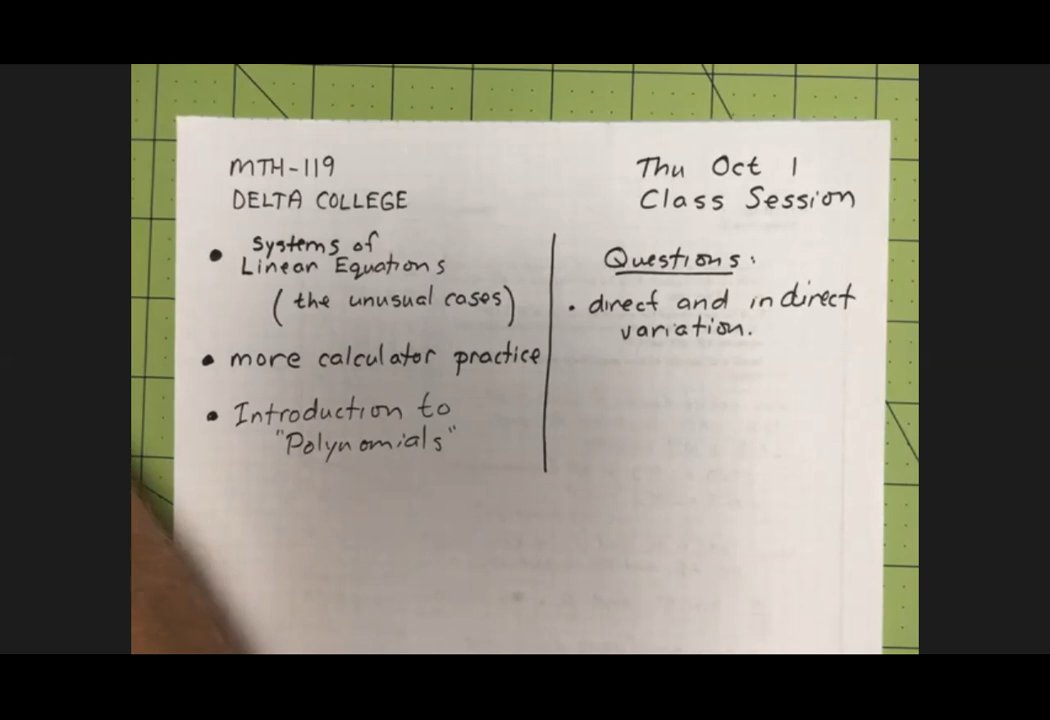 MTH-119
DELTA COLLEGE
Thu Oct 1
Class Session
• Systems of
Linear Equations
(the unusual cases)
• more calculator practice
• Introduction to
"Polynomials"
Questions:
• direct and indirect
variation.